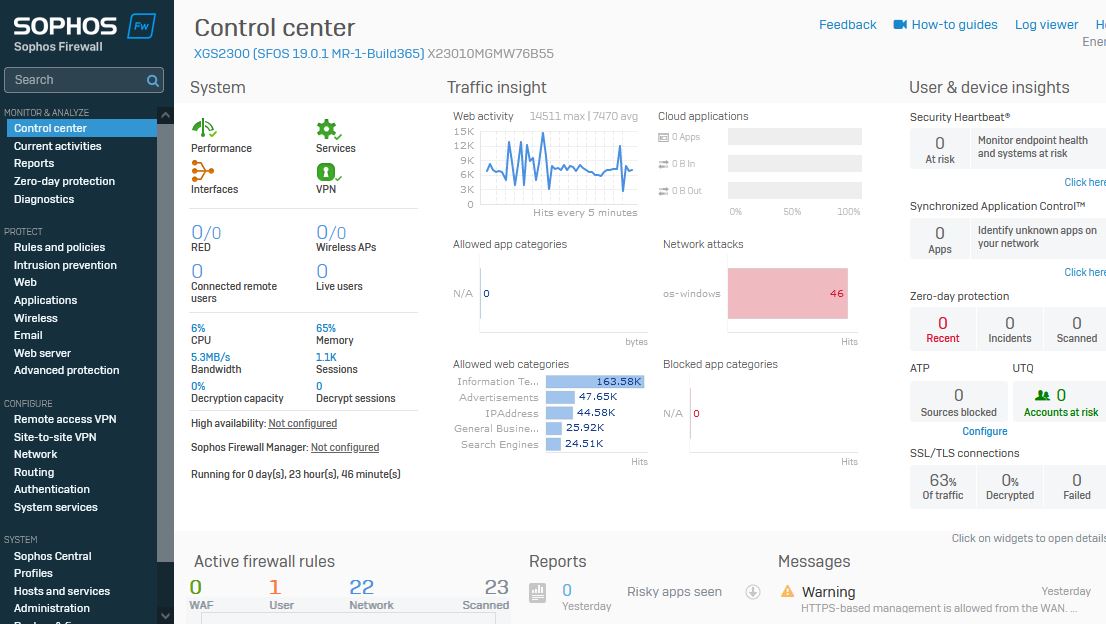 SOPHOS Fw
Sophos Firewall
Search
MONITOR & ANALYZE
Control center
Current activities
Reports
Zero-day protection
Diagnostics
PROTECT
Rules and policies
Intrusion prevention
Web
Applications
Wireless
Email
Web server
Advanced protection
CONFIGURE
Remote access VPN
Site-to-site VPN
Network
Routing
Authentication
System services
SYSTEM
Sophos Central
Profiles
Hosts and services
Administration
Control center
XGS2300 (SFOS 19.0.1 MR-1-Build365) X23010MGMW76B55
Feedback How-to guides Log viewer
System
Performance
Services
Interfaces
VPN
0/0
RED
0/0
Wireless APs
0
Connected remote
users
0
Live users
6%
CPU
65%
Memory
5.3MB/s
Bandwidth
1.1K
Sessions
0%
Decryption capacity
0
Decrypt sessions
High availability: Not configured
Sophos Firewall Manager: Not configured
Running for 0 day(s), 23 hour(s), 46 minute(s)
Traffic insight
Web activity 14511 max | 7470 avg
15K
12K
9K
6K
3K
0
Hits every 5 minutes
Cloud applications
0 Apps
0 B In
0 B Out
0% 50% 100%
Allowed app categories
N/A 0
bytes
Network attacks
os-windows 46
Hits
Allowed web categories
Information Te... 163.58K
Advertisements 47.65K
IPAddress 44.58K
General Busine... 25.92K
Search Engines 24.51K
Hits
Blocked app categories
N/A 0
Hits
User & device insights
Security Heartbeat®
0
At risk
Monitor endpoint health
and systems at risk
Click here
Synchronized Application Control™
0
Apps
Identify unknown apps on
your network
Click here
Zero-day protection
0
Recent
0
Incidents
0
Scanned
ATP
0
Sources blocked
Configure
UTQ
0
Accounts at risk
SSL/TLS connections
63%
Of traffic
0%
Decrypted
0
Failed
Click on widgets to open details
Active firewall rules
0
WAF
1
User
22
Network
23
Scanned
Reports
0
Yesterday
Risky apps seen
Messages
Warning Yesterday
HTTPS-based management is allowed from the WAN. ...